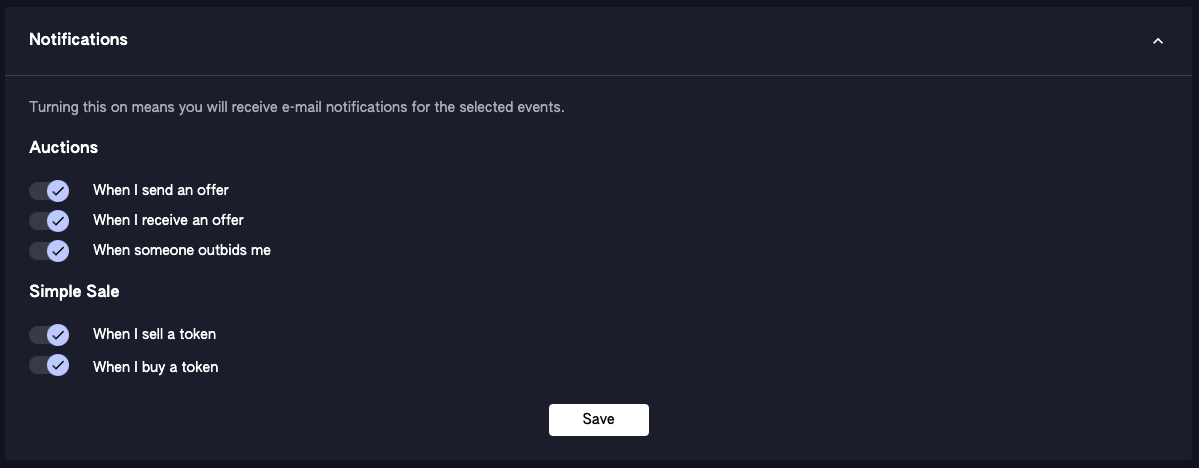 Notifications
Turning this on means you will receive e-mail notifications for the selected events.
Auctions
When I send an offer
When I receive an offer
When someone outbids me
Simple Sale
When I sell a token
When I buy a token
Save